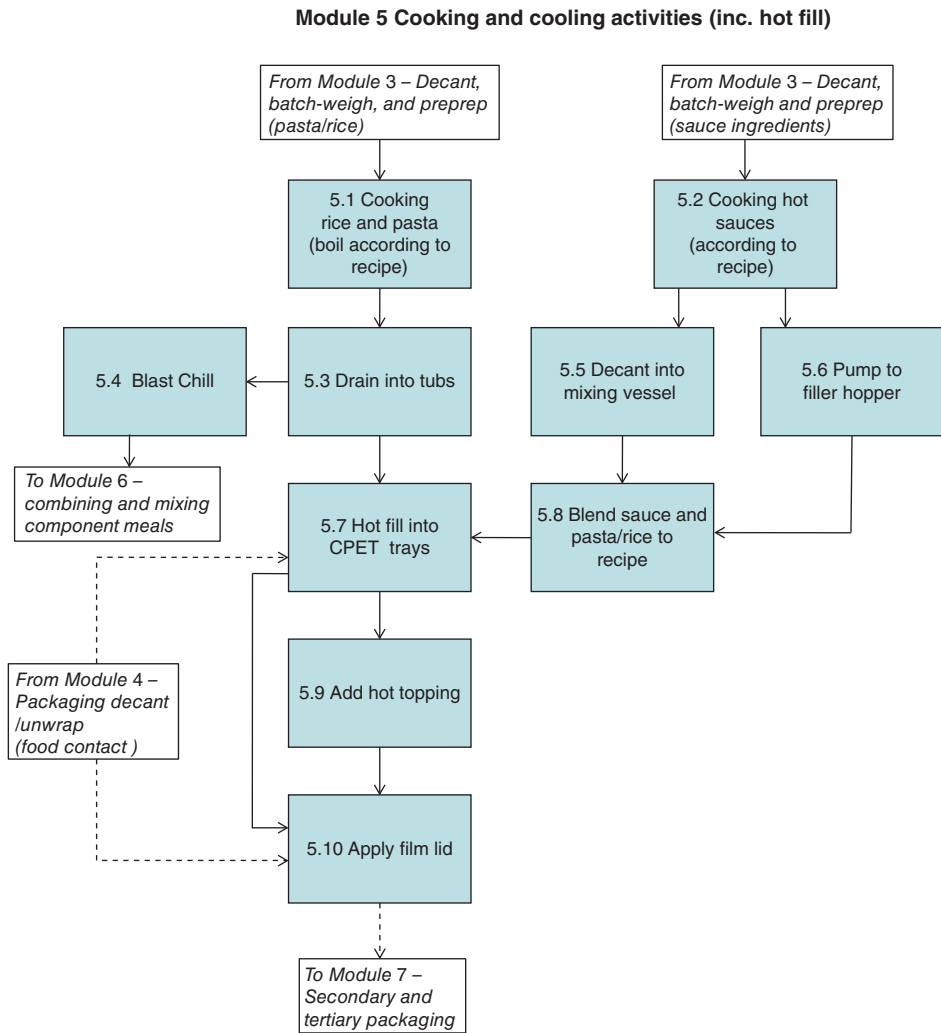 Module 5 Cooking and cooling activities (inc. hot fill)
From Module 3 – Decant,
batch-weigh, and preprep
(pasta/rice)
From Module 3 – Decant,
batch-weigh and preprep
(sauce ingredients)
5.1 Cooking
rice and pasta
(boil according to
recipe)
5.2 Cooking hot
sauces
(according to
recipe)
5.4 Blast Chill
5.3 Drain into tubs
5.5 Decant into
mixing vessel
5.6 Pump to
filler hopper
To Module 6 –
combining and mixing
component meals
5.7 Hot fill into
CPET trays
5.8 Blend sauce and
pasta/rice to
recipe
From Module 4 –
Packaging decant
/unwrap
(food contact )
5.9 Add hot topping
5.10 Apply film lid
To Module 7 –
Secondary and
tertiary packaging